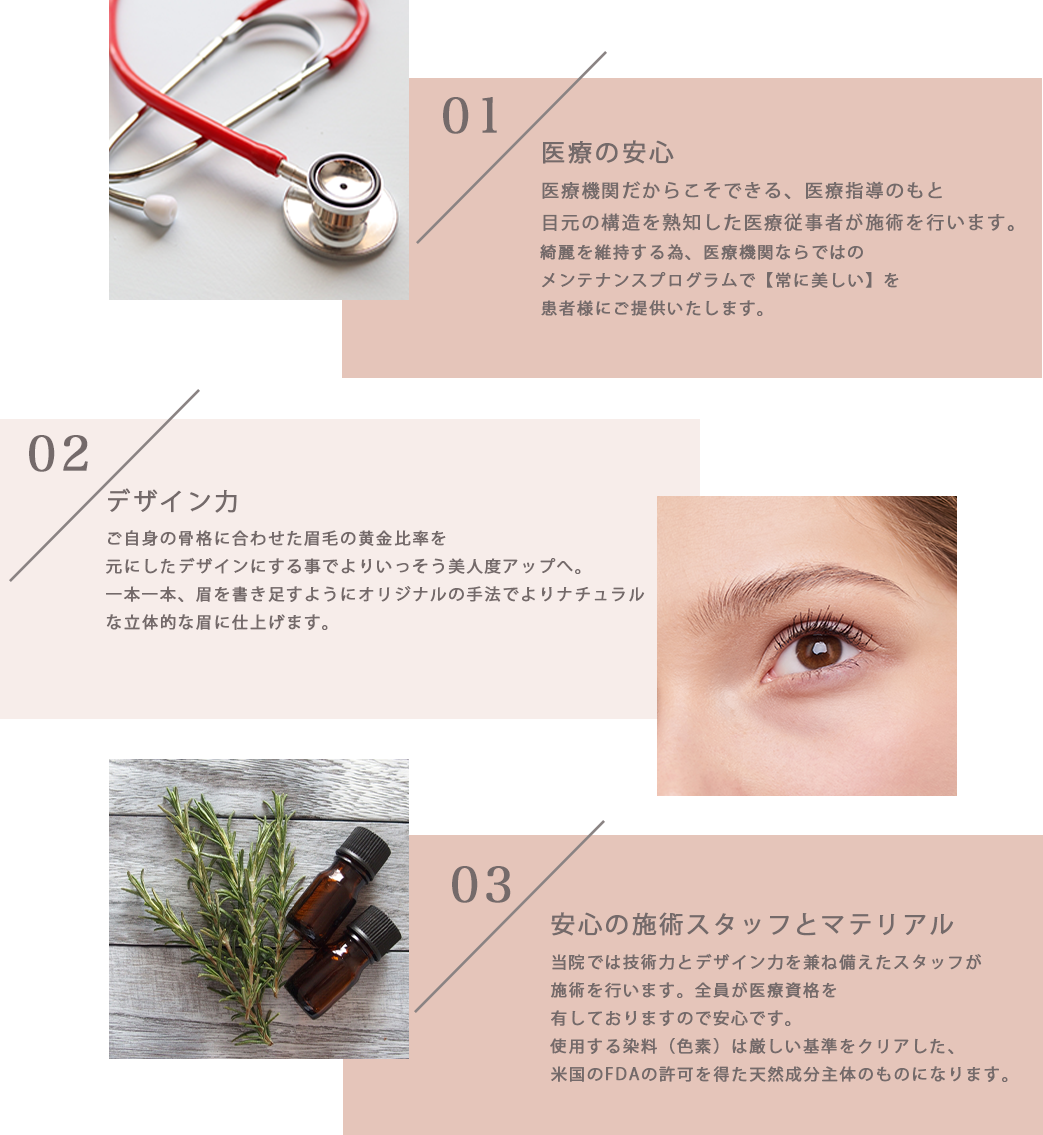 01
医療の安心
医療機関だからこそできる、医療指導のもと
目元の構造を熟知した医療従事者が施術を行います。
綺麗を維持する為、医療機関ならではの
メンテナンスプログラムで【常に美しい】を
患者様にご提供いたします。
02
デザイン力
ご自身の骨格に合わせた眉毛の黄金比率を
元にしたデザインにする事でよりいっそう美人度アップへ。
一本一本、眉を書き足すようにオリジナルの手法でよりナチュラル
な立体的な眉に仕上げます。
03
安心の施術スタッフとマテリアル
当院では技術力とデザイン力を兼ね備えたスタッフが
施術を行います。全員が医療資格を
有しておりますので安心です。
使用する染料（色素）は厳しい基準をクリアした、
米国のFDAの許可を得た天然成分主体のものになります。